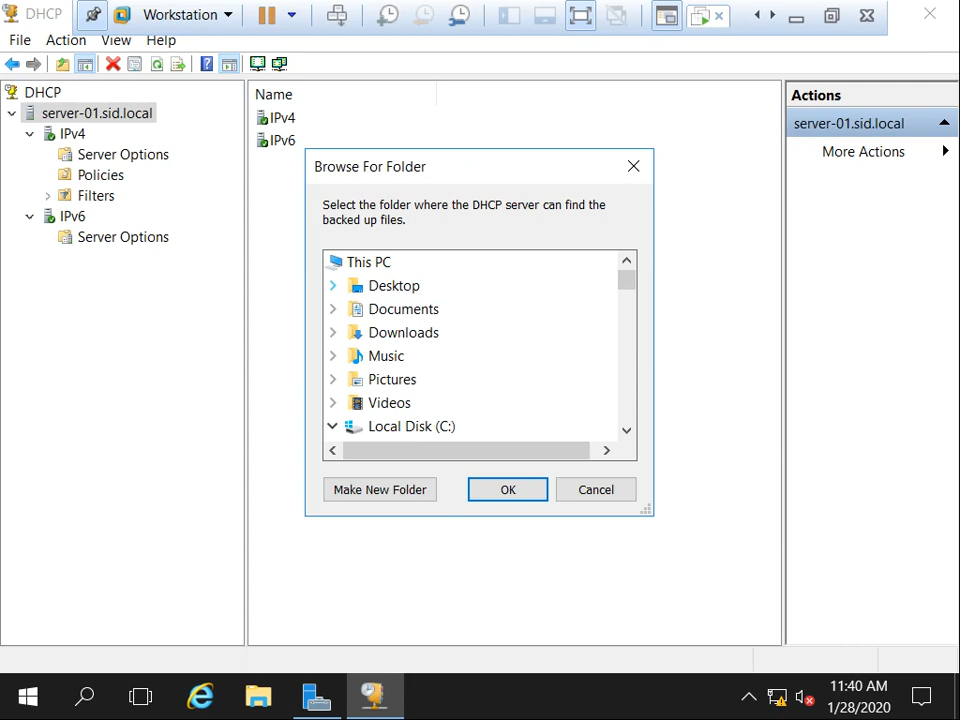 DHCP
Workstation
File Action View Help
DHCP
server-01.sid.local
IPv4
Server Options
Policies
Filters
IPv6
Server Options
Name
IPv4
IPv6
Browse For Folder
Select the folder where the DHCP server can find the
backed up files.
This PC
Desktop
Documents
Downloads
Music
Pictures
Videos
Local Disk (C:)
Make New Folder
OK
Cancel
Actions
server-01.sid.local
More Actions
11:40 AM
1/28/2020